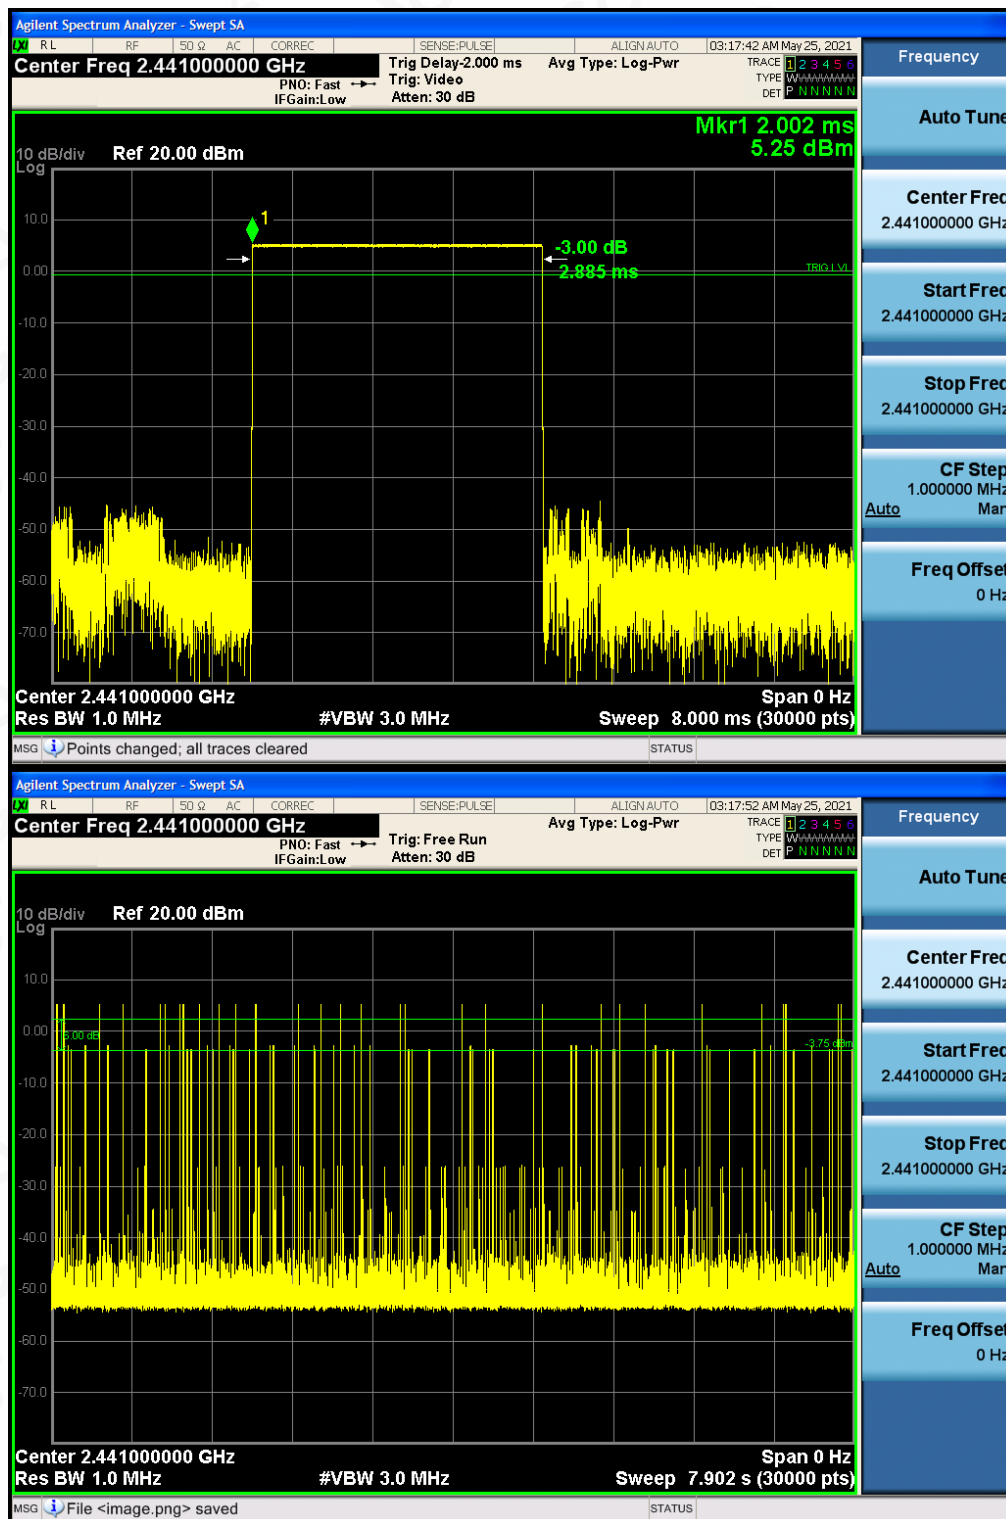 Agilent Spectrum Analyzer - Swept SA
LXI RL RF 50 Ω AC CORREC SENSE:PULSE ALIGN AUTO 03:17:42 AM May 25, 2021
Center Freq 2.441000000 GHz
PNO: Fast
IFGain:Low
Trig Delay-2.000 ms
Trig: Video
Atten: 30 dB
Avg Type: Log-Pwr
TRACE 1 2 3 4 5 6
TYPE
DET P N N N N N
Frequency
Mkr1 2.002 ms
5.25 dBm
10 dB/div Ref 20.00 dBm
Log
10.0
1
-3.00 dB
2.885 ms
TRIG LVL
0.00
-10.0
-20.0
-30.0
-40.0
-50.0
-60.0
-70.0
Center 2.441000000 GHz Span 0 Hz
Res BW 1.0 MHz #VBW 3.0 MHz Sweep 8.000 ms (30000 pts)
MSG Points changed; all traces cleared STATUS
Auto Tune
Center Freq
2.441000000 GHz
Start Freq
2.441000000 GHz
Stop Freq
2.441000000 GHz
CF Step
1.000000 MHz
Auto Man
Freq Offset
0 Hz
Agilent Spectrum Analyzer - Swept SA
LXI RL RF 50 Ω AC CORREC SENSE:PULSE ALIGN AUTO 03:17:52 AM May 25, 2021
Center Freq 2.441000000 GHz
PNO: Fast
IFGain:Low
Trig: Free Run
Atten: 30 dB
Avg Type: Log-Pwr
TRACE 1 2 3 4 5 6
TYPE
DET P N N N N N
Frequency
10 dB/div Ref 20.00 dBm
Log
10.0
0.00
6.00 dB
-3.75 dBm
-10.0
-20.0
-30.0
-40.0
-50.0
-60.0
-70.0
Center 2.441000000 GHz Span 0 Hz
Res BW 1.0 MHz #VBW 3.0 MHz Sweep 7.902 s (30000 pts)
MSG File <image.png> saved STATUS
Auto Tune
Center Freq
2.441000000 GHz
Start Freq
2.441000000 GHz
Stop Freq
2.441000000 GHz
CF Step
1.000000 MHz
Auto Man
Freq Offset
0 Hz